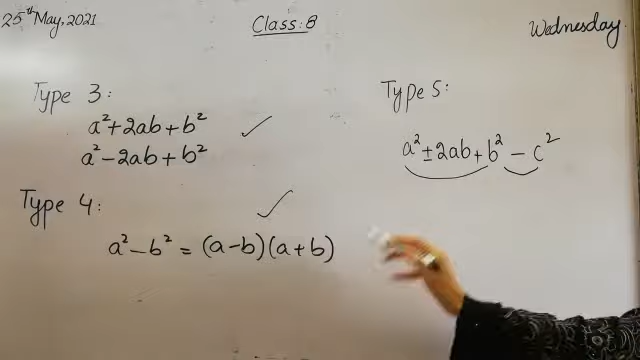 25th May, 2021
Class: 8
Wednesday
Type 3:
a²+2ab+b²
a²-2ab+b²
Type 4:
a²-b² = (a-b)(a+b)
Type 5:
a²±2ab+b²-c²